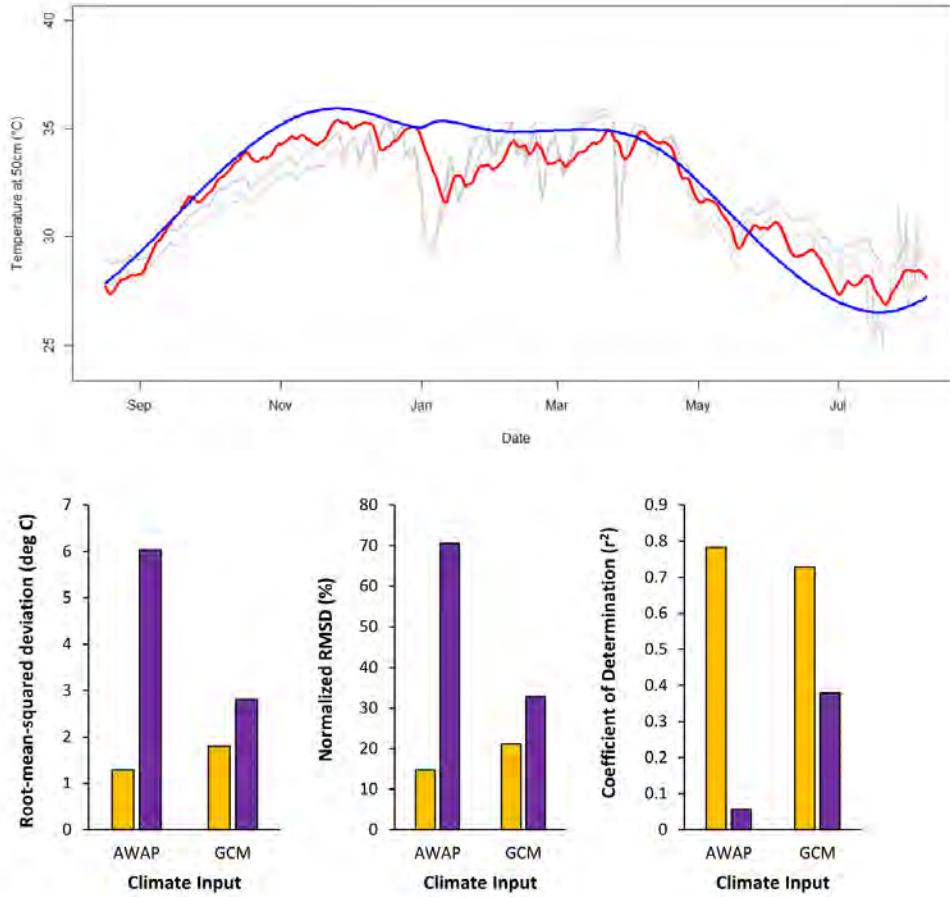 Temperature at 50cm (°C)
40
35
30
25
Sep
Nov
Jan
Mar
May
Jul
Date
Root-mean-squared deviation (deg C)
7
6
5
4
3
2
1
0
AWAP
GCM
Climate Input
Normalized RMSD (%)
80
70
60
50
40
30
20
10
0
AWAP
GCM
Climate Input
Coefficient of Determination (r²)
0.9
0.8
0.7
0.6
0.5
0.4
0.3
0.2
0.1
0
AWAP
GCM
Climate Input